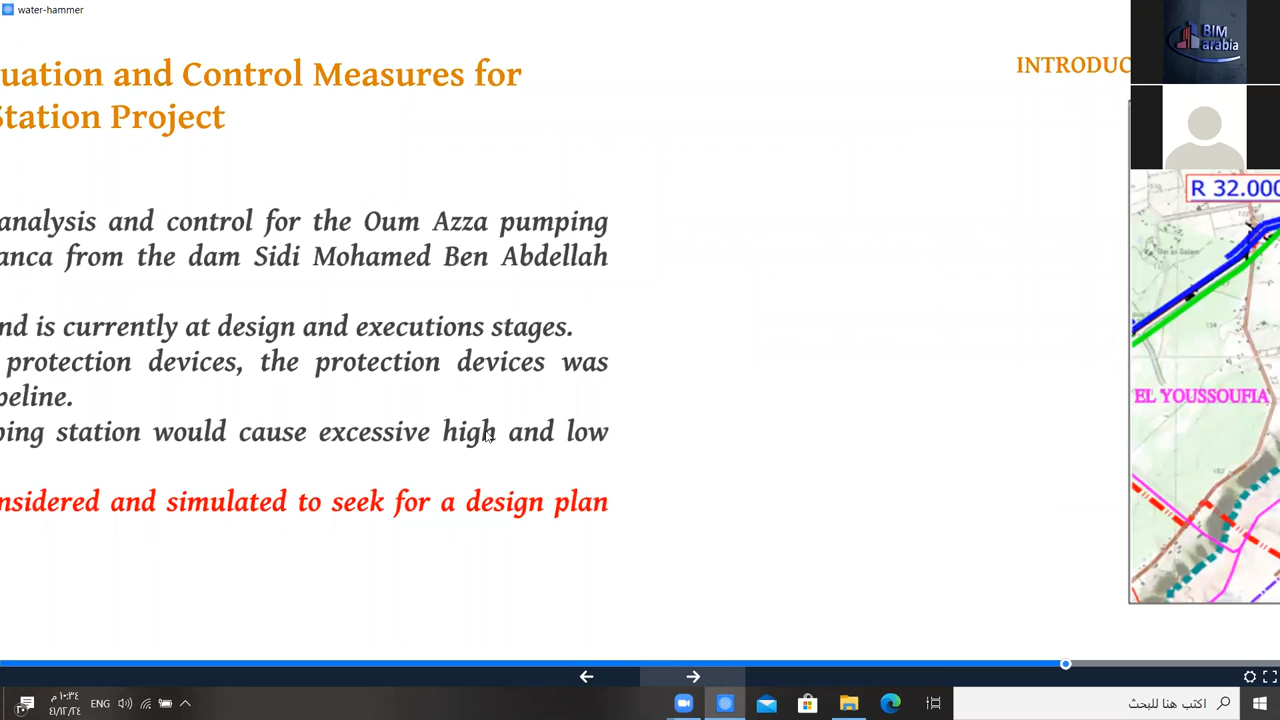 water-hammer
uation and Control Measures for
Station Project
INTRODUC
BIM
arabia
analysis and control for the Oum Azza pumping
anca from the dam Sidi Mohamed Ben Abdellah
nd is currently at design and executions stages.
protection devices, the protection devices was
peline.
ping station would cause excessive high and low
nsidered and simulated to seek for a design plan
R 32.000
EL YOUSSOUFIA
١٠:٣٤ م
ENG
اكتب هنا للبحث